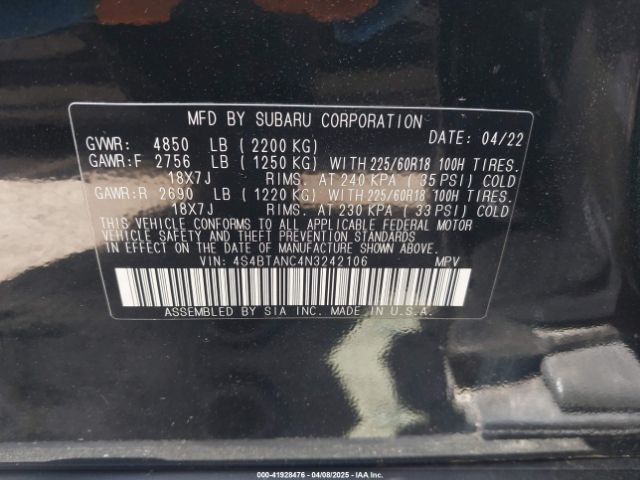 MFD BY SUBARU CORPORATION
GVWR: 4850 LB ( 2200 KG) DATE: 04/22
GAWR:F 2756 LB ( 1250 KG) WITH 225/60R18 100H TIRES.
18X7J RIMS. AT 240 KPA ( 35 PSI) COLD
GAWR:R 2690 LB ( 1220 KG) WITH 225/60R18 100H TIRES.
18X7J RIMS. AT 230 KPA ( 33 PSI) COLD
THIS VEHICLE CONFORMS TO ALL APPLICABLE FEDERAL MOTOR
VEHICLE SAFETY AND THEFT PREVENTION STANDARDS
IN EFFECT ON THE DATE OF MANUFACTURE SHOWN ABOVE.
VIN: 4S4BTANC4N3242106 MPV
ASSEMBLED BY SIA INC. MADE IN U.S.A.
000-41928476 - 04/08/2025 - IAA Inc.